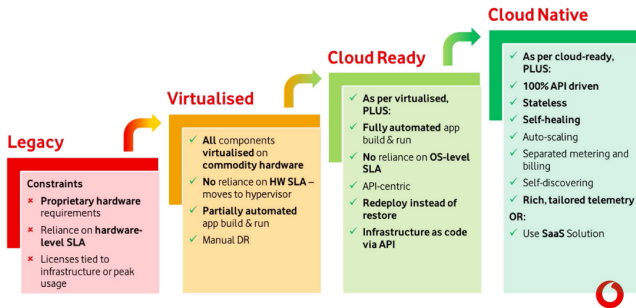 Legacy
Constraints
× Proprietary hardware
requirements
× Reliance on hardware-
level SLA
× Licenses tied to
infrastructure or peak
usage
Virtualised
✓ All components
virtualised on
commodity hardware
✓ No reliance on HW SLA –
moves to hypervisor
✓ Partially automated
app build & run
✓ Manual DR
Cloud Ready
✓ As per virtualised,
PLUS:
✓ Fully automated app
build & run
✓ No reliance on OS-level
SLA
✓ API-centric
✓ Redeploy instead of
restore
✓ Infrastructure as code
via API
Cloud Native
✓ As per cloud-ready,
PLUS:
✓ 100% API driven
✓ Stateless
✓ Self-healing
✓ Auto-scaling
✓ Separated metering and
billing
✓ Self-discovering
✓ Rich, tailored telemetry
OR:
✓ Use SaaS Solution